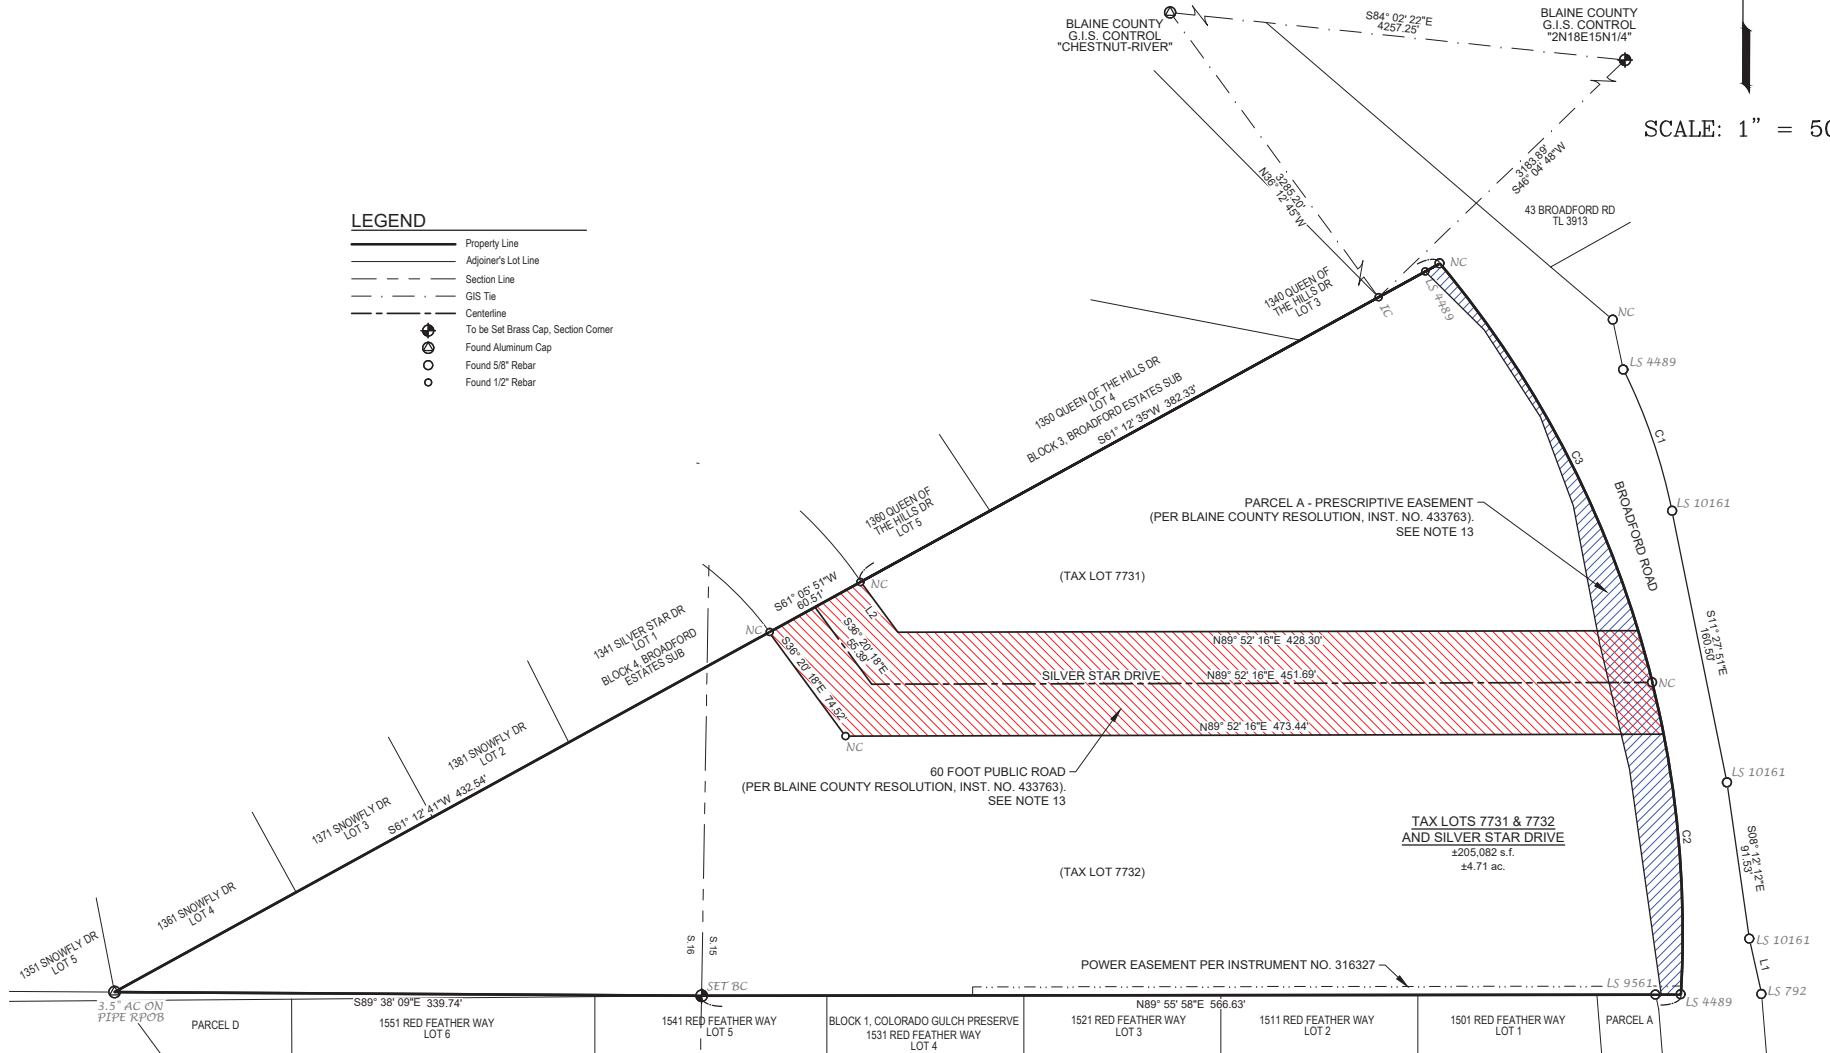 BLAINE COUNTY
G.I.S. CONTROL
"CHESTNUT-RIVER"
S84° 02' 22"E
4257.25'
BLAINE COUNTY
G.I.S. CONTROL
"2N18E15N1/4"
SCALE: 1" = 50
3285.20'
N36° 12' 45"W
3183.89'
S46° 04' 48"W
43 BROADFORD RD
TL 3913
LEGEND
Property Line
Adjoiner's Lot Line
Section Line
GIS Tie
Centerline
To be Set Brass Cap, Section Corner
Found Aluminum Cap
Found 5/8" Rebar
Found 1/2" Rebar
NC
LS 4489
IC
1340 QUEEN OF
THE HILLS DR
LOT 3
NC
LS 4489
C1
LS 10161
1350 QUEEN OF THE HILLS DR
LOT 4
BLOCK 3, BROADFORD ESTATES SUB
S61° 12' 35"W 382.33'
C3
BROADFORD ROAD
PARCEL A - PRESCRIPTIVE EASEMENT
(PER BLAINE COUNTY RESOLUTION, INST. NO. 433763).
SEE NOTE 13
1360 QUEEN OF
THE HILLS DR
LOT 5
(TAX LOT 7731)
S61° 05' 51"W
60.51'
NC
NC
L2
1341 SILVER STAR DR
LOT 1
BLOCK 4, BROADFORD
ESTATES SUB
S36° 20' 18"E
55.39'
S36° 20' 18"E 74.52'
N89° 52' 16"E 428.30'
SILVER STAR DRIVE
N89° 52' 16"E 451.69'
NC
N89° 52' 16"E 473.44'
NC
S11° 27' 51"E
160.50'
LS 10161
60 FOOT PUBLIC ROAD
(PER BLAINE COUNTY RESOLUTION, INST. NO. 433763).
SEE NOTE 13
1381 SNOWFLY DR
LOT 2
S61° 12' 41"W 432.54'
1371 SNOWFLY DR
LOT 3
1361 SNOWFLY DR
LOT 4
1351 SNOWFLY DR
LOT 5
TAX LOTS 7731 & 7732
AND SILVER STAR DRIVE
±205,082 s.f.
±4.71 ac.
(TAX LOT 7732)
C2
S08° 12' 12"E
91.53'
LS 10161
L1
LS 792
S.16
S.15
POWER EASEMENT PER INSTRUMENT NO. 316327
LS 9561
LS 4489
SET BC
3.5" AC ON
PIPE RPOB
S89° 38' 09"E 339.74'
N89° 55' 58"E 566.63'
PARCEL D
1551 RED FEATHER WAY
LOT 6
1541 RED FEATHER WAY
LOT 5
BLOCK 1, COLORADO GULCH PRESERVE
1531 RED FEATHER WAY
LOT 4
1521 RED FEATHER WAY
LOT 3
1511 RED FEATHER WAY
LOT 2
1501 RED FEATHER WAY
LOT 1
PARCEL A